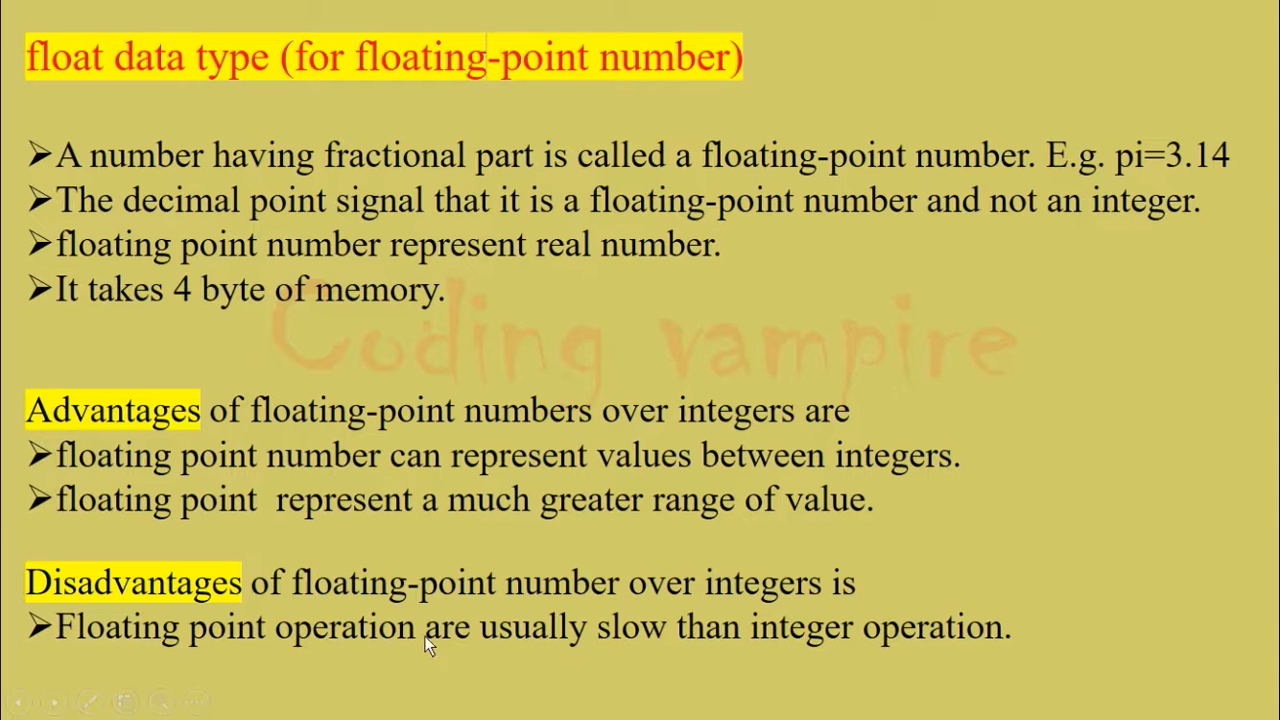 float data type (for floating-point number)
➢A number having fractional part is called a floating-point number. E.g. pi=3.14
➢The decimal point signal that it is a floating-point number and not an integer.
➢floating point number represent real number.
➢It takes 4 byte of memory.
Coding vampire
Advantages of floating-point numbers over integers are
➢floating point number can represent values between integers.
➢floating point  represent a much greater range of value.
Disadvantages of floating-point number over integers is
➢Floating point operation are usually slow than integer operation.